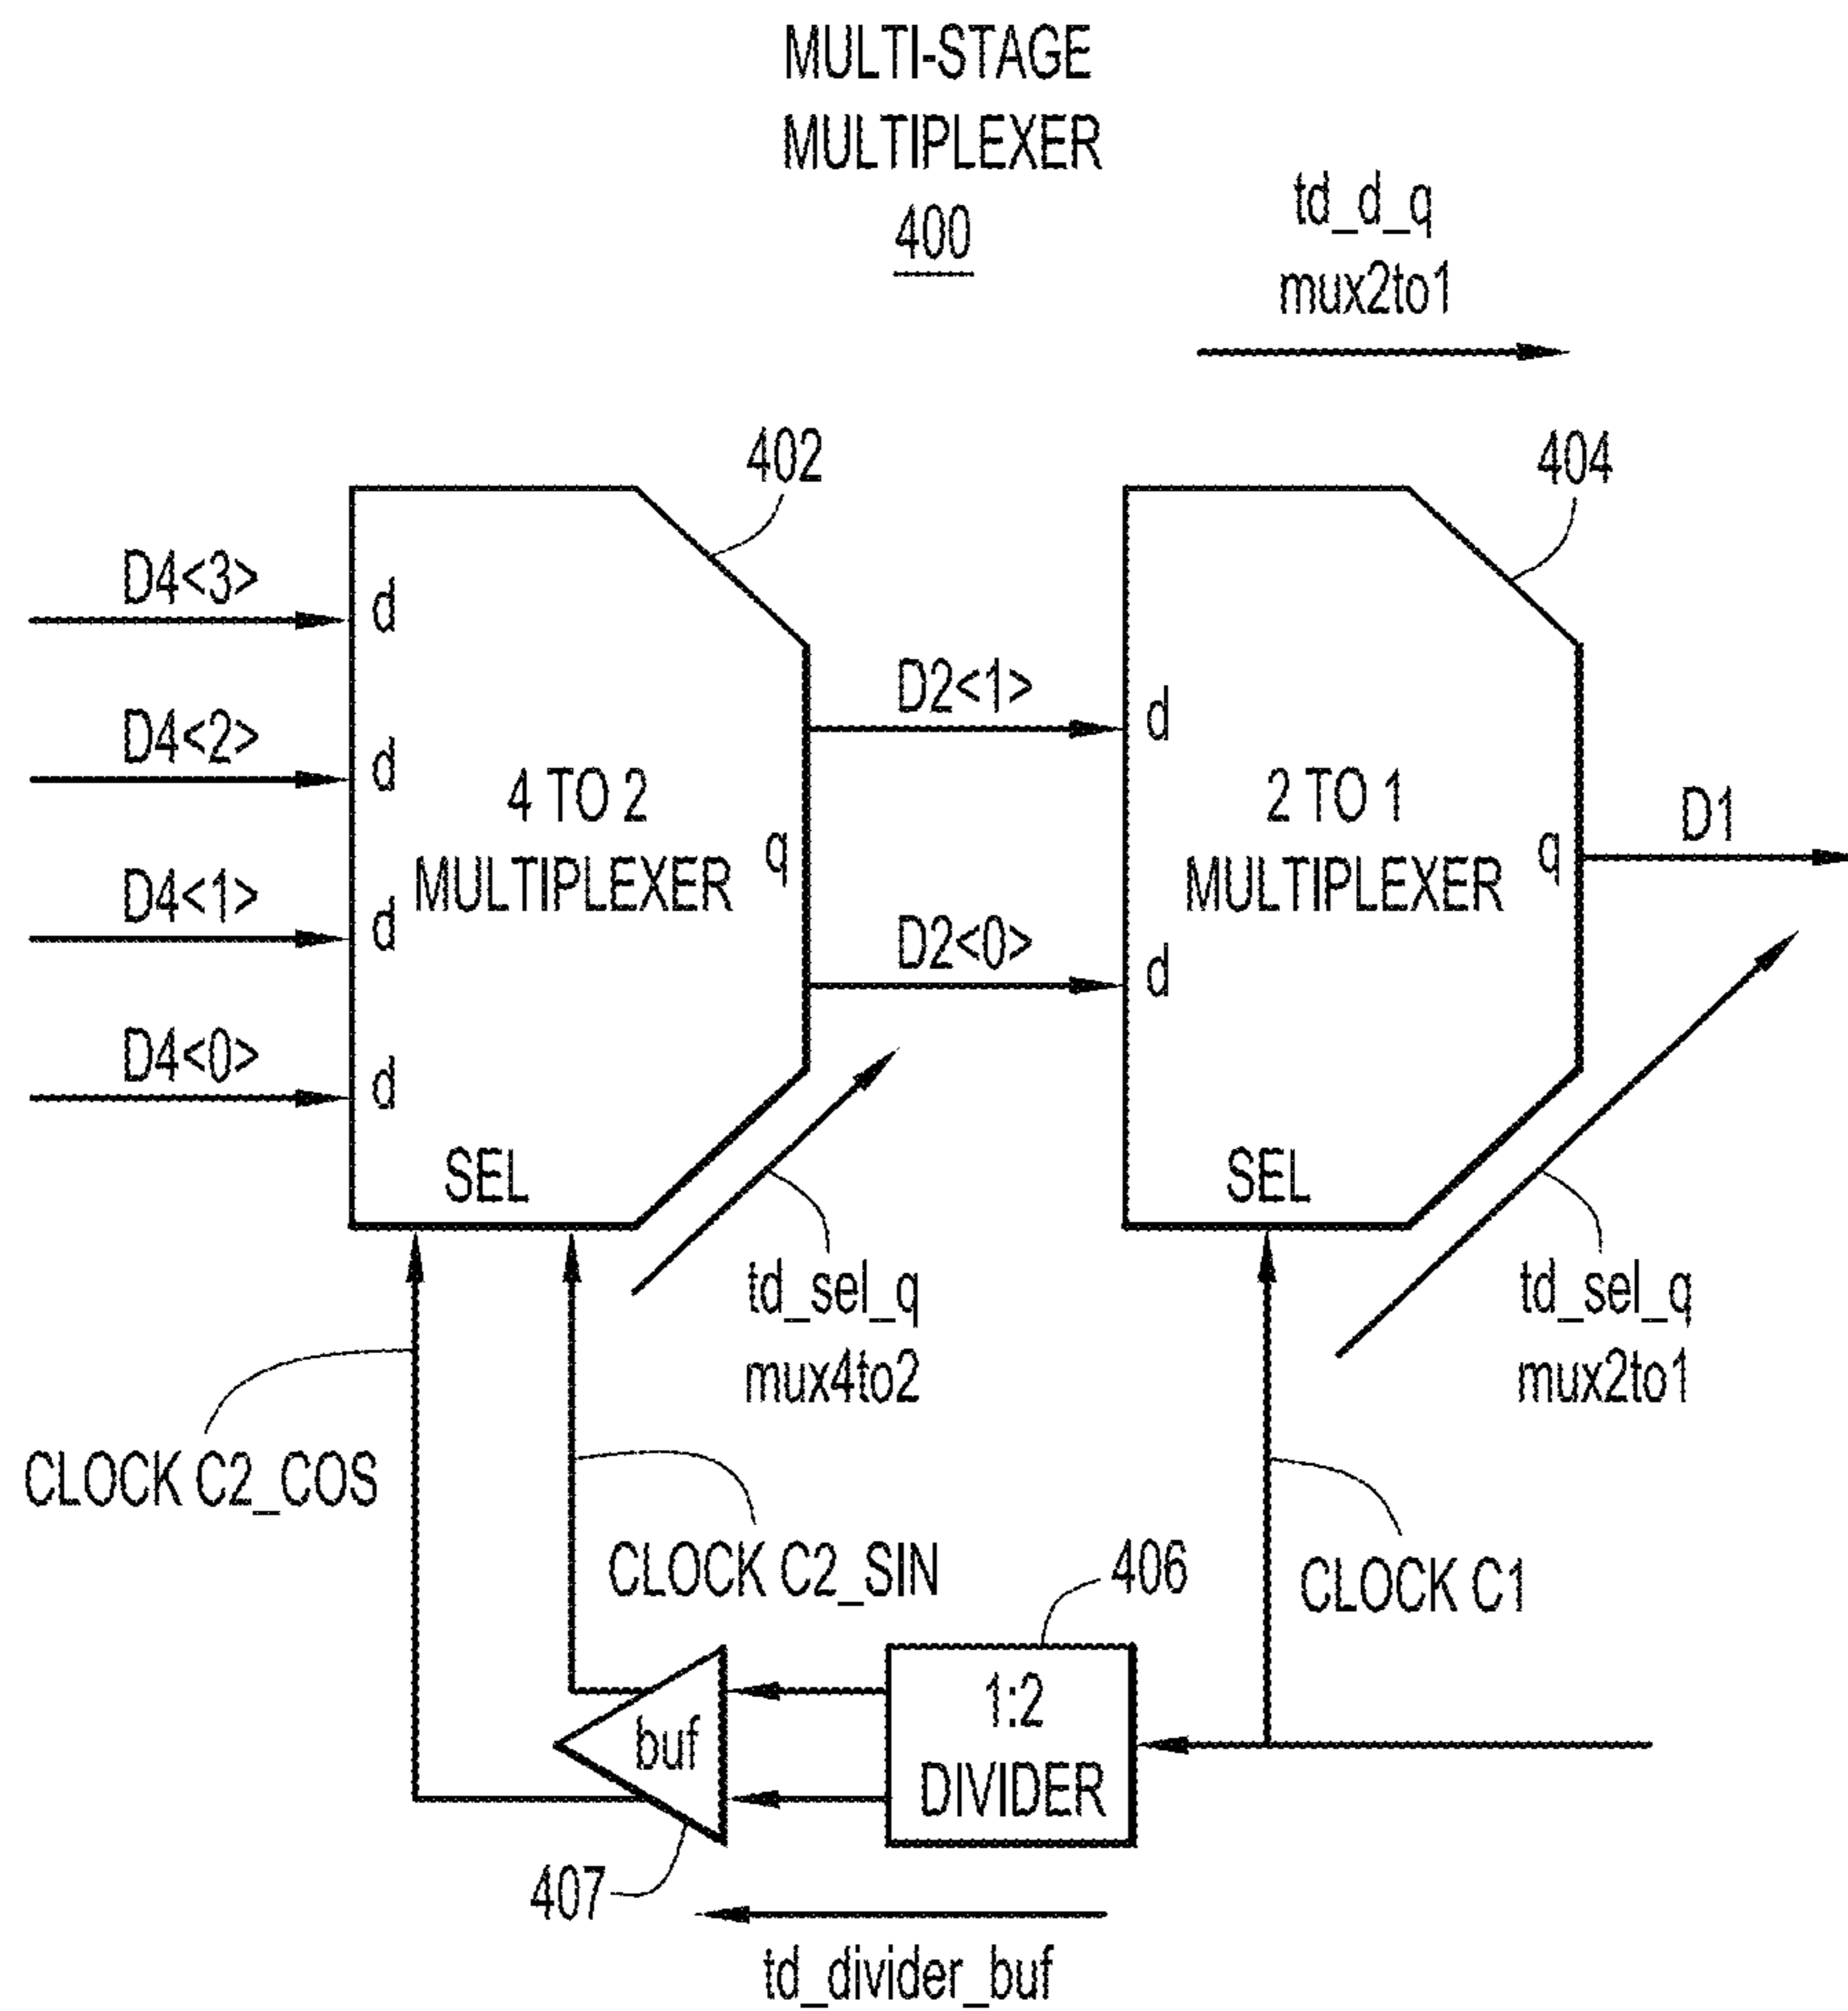 MULTI-STAGE
MULTIPLEXER
400
td_d_q
mux2to1
402
404
D4<3>
d
D4<2>
d
D4<1>
d
D4<0>
d
4 TO 2
MULTIPLEXER
q
SEL
D2<1>
d
D2<0>
d
2 TO 1
MULTIPLEXER
q
SEL
D1
td_sel_q
mux4to2
td_sel_q
mux2to1
CLOCK C2_COS
CLOCK C2_SIN
406
CLOCK C1
buf
1:2
DIVIDER
407
td_divider_buf